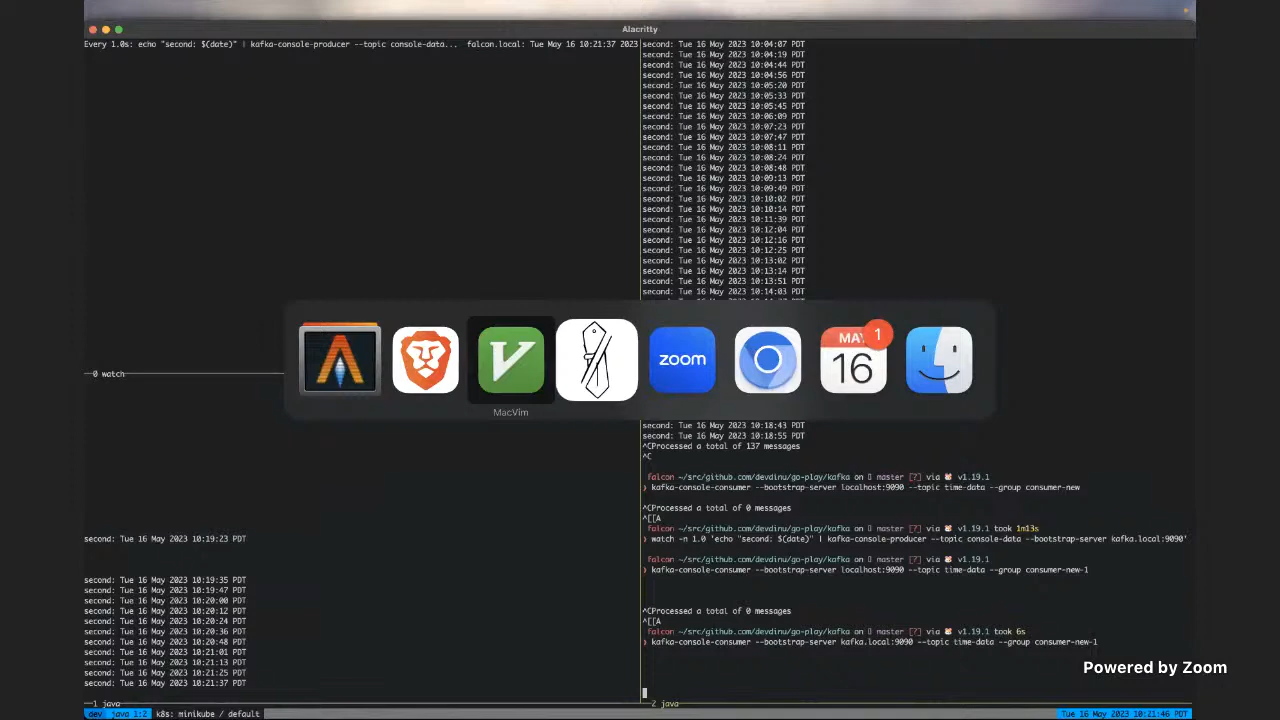 Alacritty
Every 1.0s: echo "second: $(date)" | kafka-console-producer --topic console-data... falcon.local: Tue May 16 10:21:37 2023
0 watch
second: Tue 16 May 2023 10:19:23 PDT
second: Tue 16 May 2023 10:19:35 PDT
second: Tue 16 May 2023 10:19:47 PDT
second: Tue 16 May 2023 10:20:00 PDT
second: Tue 16 May 2023 10:20:12 PDT
second: Tue 16 May 2023 10:20:24 PDT
second: Tue 16 May 2023 10:20:36 PDT
second: Tue 16 May 2023 10:20:48 PDT
second: Tue 16 May 2023 10:21:01 PDT
second: Tue 16 May 2023 10:21:13 PDT
second: Tue 16 May 2023 10:21:25 PDT
second: Tue 16 May 2023 10:21:37 PDT
1 java
second: Tue 16 May 2023 10:04:07 PDT
second: Tue 16 May 2023 10:04:19 PDT
second: Tue 16 May 2023 10:04:44 PDT
second: Tue 16 May 2023 10:04:56 PDT
second: Tue 16 May 2023 10:05:20 PDT
second: Tue 16 May 2023 10:05:33 PDT
second: Tue 16 May 2023 10:05:45 PDT
second: Tue 16 May 2023 10:06:09 PDT
second: Tue 16 May 2023 10:07:23 PDT
second: Tue 16 May 2023 10:07:47 PDT
second: Tue 16 May 2023 10:08:11 PDT
second: Tue 16 May 2023 10:08:24 PDT
second: Tue 16 May 2023 10:08:48 PDT
second: Tue 16 May 2023 10:09:13 PDT
second: Tue 16 May 2023 10:09:49 PDT
second: Tue 16 May 2023 10:10:02 PDT
second: Tue 16 May 2023 10:10:14 PDT
second: Tue 16 May 2023 10:11:39 PDT
second: Tue 16 May 2023 10:12:04 PDT
second: Tue 16 May 2023 10:12:16 PDT
second: Tue 16 May 2023 10:12:25 PDT
second: Tue 16 May 2023 10:13:02 PDT
second: Tue 16 May 2023 10:13:14 PDT
second: Tue 16 May 2023 10:13:51 PDT
second: Tue 16 May 2023 10:14:03 PDT
zoom
MAY
1
16
MacVim
second: Tue 16 May 2023 10:18:43 PDT
second: Tue 16 May 2023 10:18:55 PDT
^CProcessed a total of 137 messages
^C
falcon ~/src/github.com/devdinu/go-play/kafka on master [?] via v1.19.1
❯ kafka-console-consumer --bootstrap-server localhost:9090 --topic time-data --group consumer-new
^CProcessed a total of 0 messages
^[[A
falcon ~/src/github.com/devdinu/go-play/kafka on master [?] via v1.19.1 took 1m13s
❯ watch -n 1.0 'echo "second: $(date)" | kafka-console-producer --topic console-data --bootstrap-server kafka.local:9090'
falcon ~/src/github.com/devdinu/go-play/kafka on master [?] via v1.19.1
❯ kafka-console-consumer --bootstrap-server localhost:9090 --topic time-data --group consumer-new-1
^CProcessed a total of 0 messages
^[[A
falcon ~/src/github.com/devdinu/go-play/kafka on master [?] via v1.19.1 took 6s
❯ kafka-console-consumer --bootstrap-server kafka.local:9090 --topic time-data --group consumer-new-1
Powered by Zoom
2 java
dev java 1:2 k8s: minikube / default
Tue 16 May 2023 10:21:46 PDT